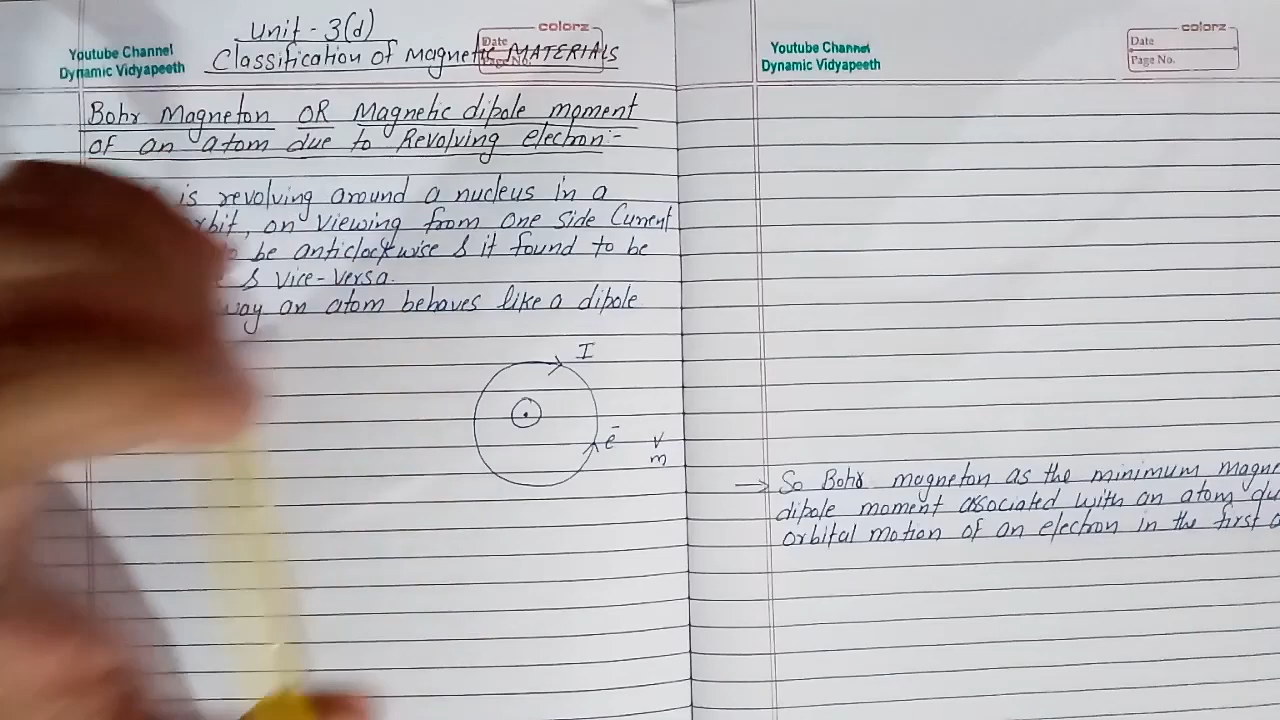 Unit - 3(d)
Classification of Magnetic MATERIALS
colorz
Date
Youtube Channel
Dynamic Vidyapeeth
Bohr Magneton OR Magnetic dipole moment
OF an atom due to Revolving electron:-
is revolving around a nucleus in a
on viewing from one side Current
be anticlockwise & it found to be
& Vice-Versa.
way an atom behaves like a dipole
I
e-
v
m
colorz
Date
Page No.
Youtube Channel
Dynamic Vidyapeeth
→ So Bohr magneton as the minimum
dipole moment associated with an atom
orbital motion of an electron in the first